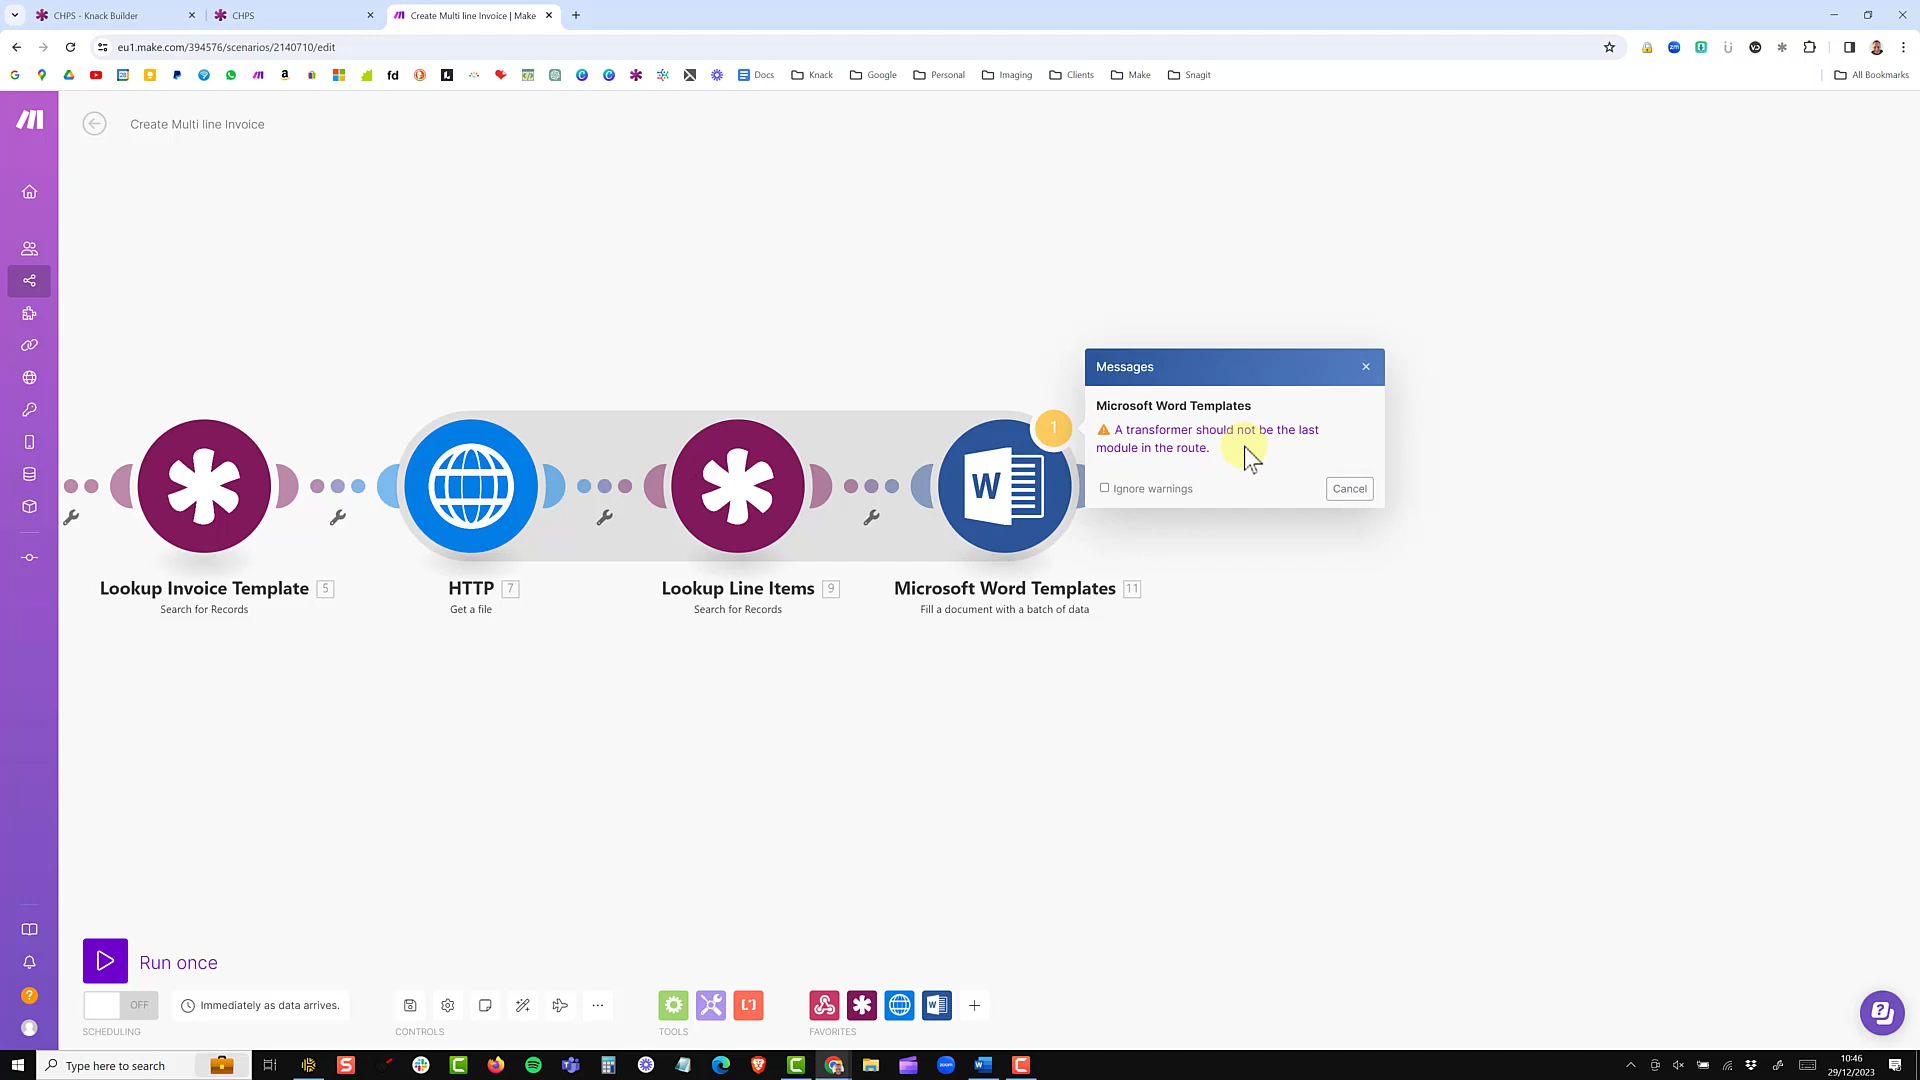 CHPS - Knack Builder
CHPS
Create Multi line Invoice | Make
eu1.make.com/394576/scenarios/2140710/edit
fd
Docs
Knack
Google
Personal
Imaging
Clients
Make
Snagit
All Bookmarks
Create Multi line Invoice
Messages
Microsoft Word Templates
A transformer should not be the last
module in the route.
Ignore warnings
Cancel
1
W
Lookup Invoice Template 5
Search for Records
HTTP 7
Get a file
Lookup Line Items 9
Search for Records
Microsoft Word Templates 11
Fill a document with a batch of data
Run once
OFF
Immediately as data arrives.
SCHEDULING
CONTROLS
TOOLS
FAVORITES
Type here to search
10:46
29/12/2023